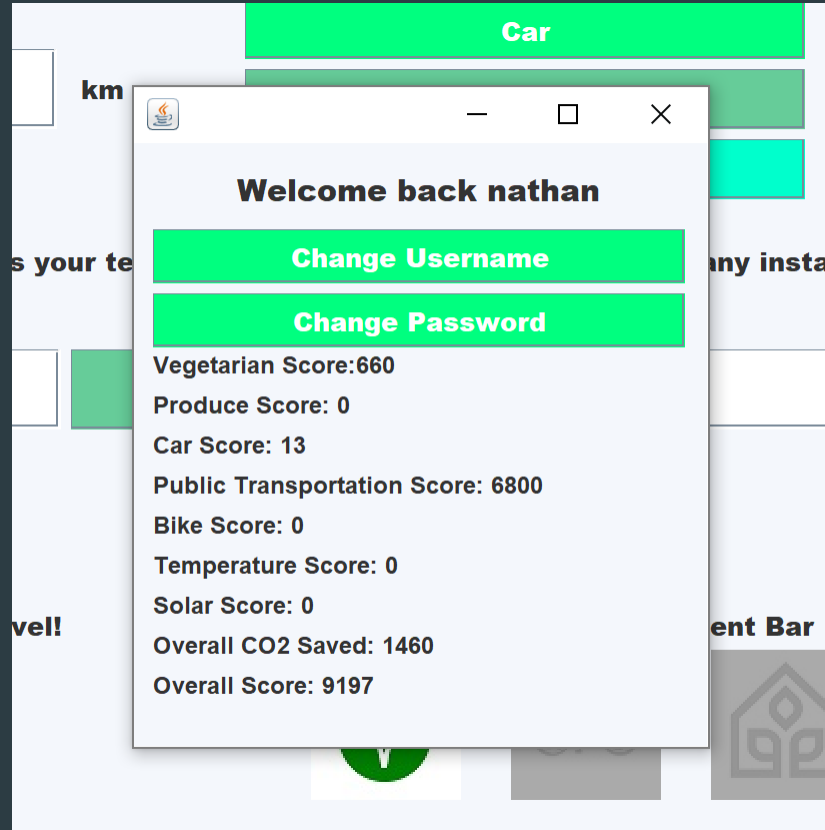 Car
km
Welcome back nathan
Change Username
s your te
any insta
Change Password
Vegetarian Score:660
Produce Score: 0
Car Score: 13
Public Transportation Score: 6800
Bike Score: 0
Temperature Score: 0
Solar Score: 0
vel!
ent Bar
Overall CO2 Saved: 1460
Overall Score: 9197